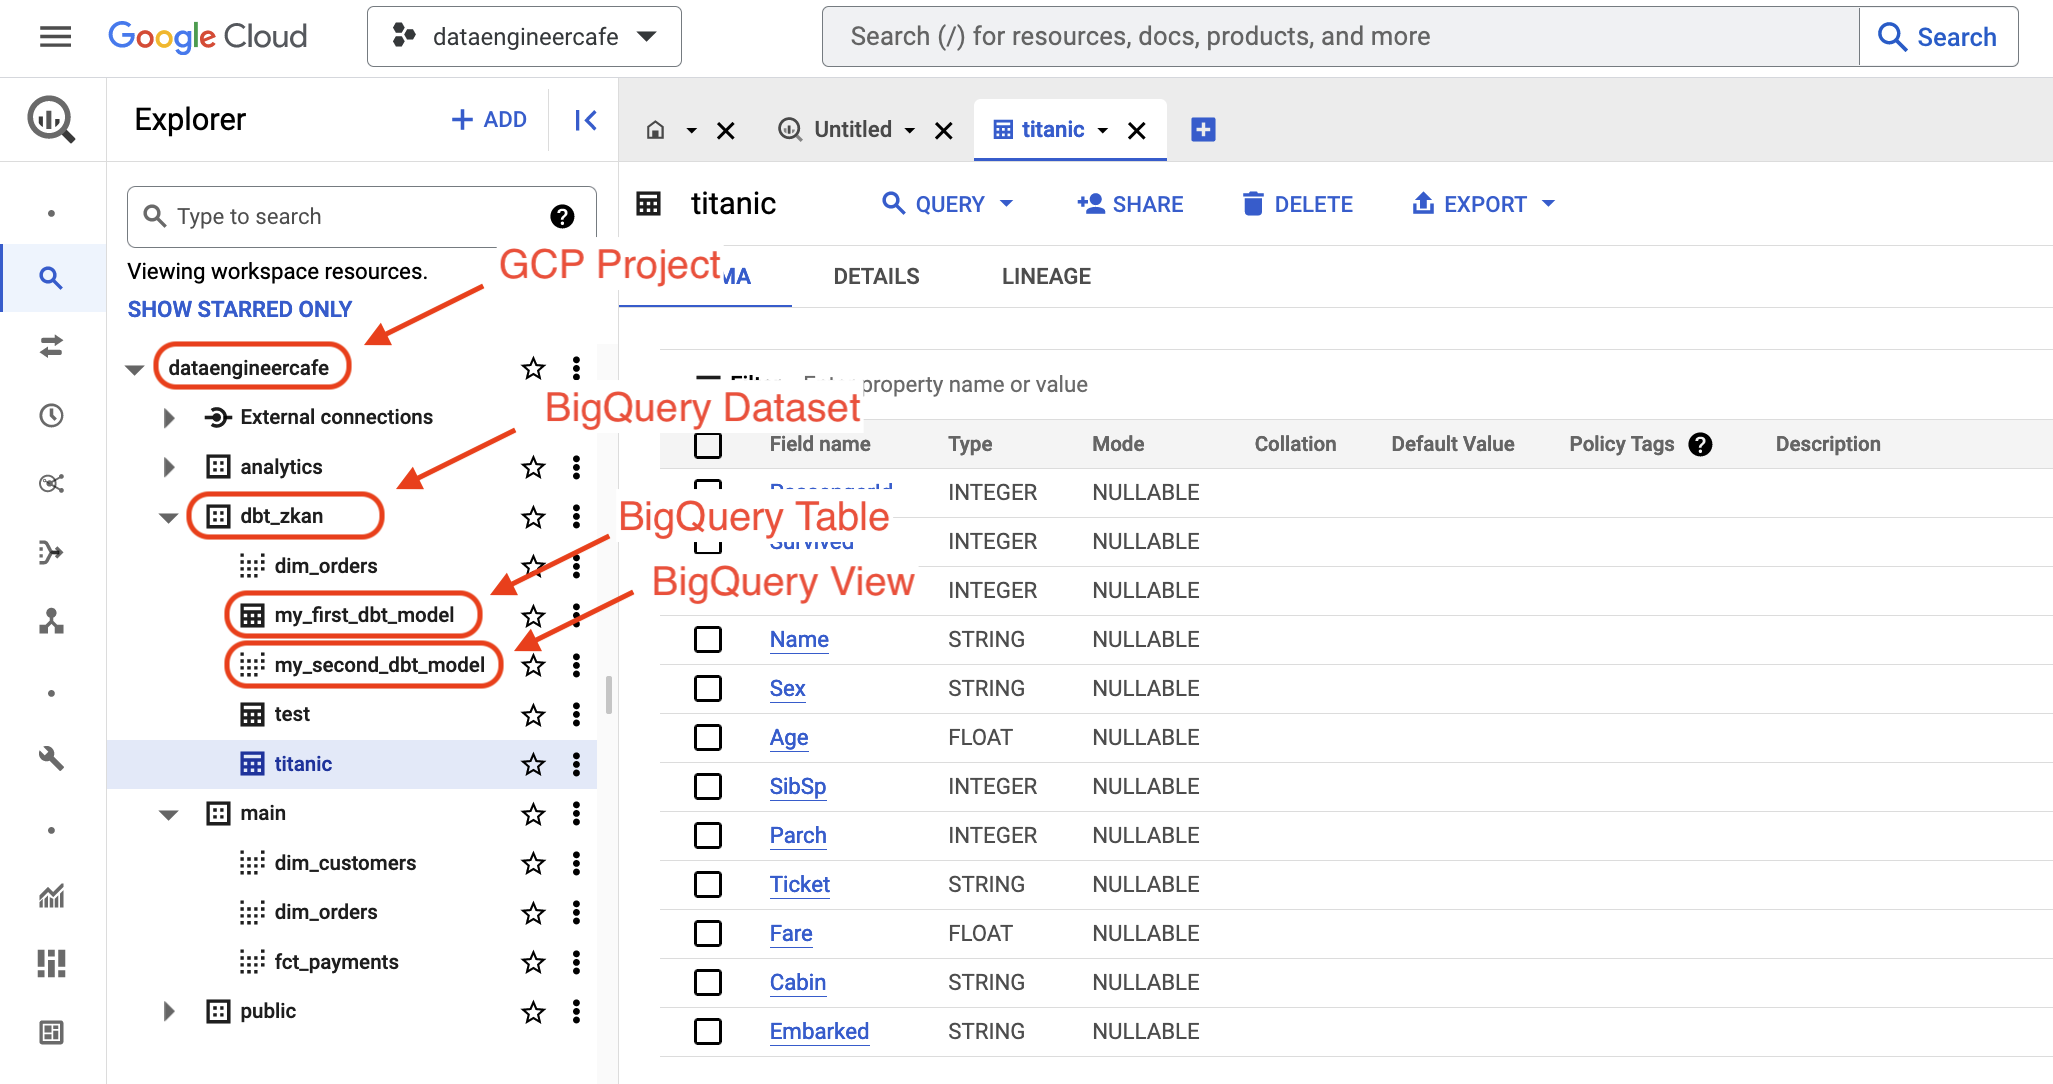 Google Cloud
dataengineercafe
Search (/) for resources, docs, products, and more
Search
Explorer
+ ADD
Untitled
titanic
Type to search
titanic
QUERY
SHARE
DELETE
EXPORT
Viewing workspace resources.
SHOW STARRED ONLY
GCP Project
MA
DETAILS
LINEAGE
dataengineercafe
External connections
analytics
dbt_zkan
dim_orders
my_first_dbt_model
my_second_dbt_model
test
titanic
main
dim_customers
dim_orders
fct_payments
public
BigQuery Dataset
BigQuery Table
BigQuery View
Filter property name or value
Field name Type Mode Collation Default Value Policy Tags Description
PassengerId INTEGER NULLABLE
Survived INTEGER NULLABLE
INTEGER NULLABLE
Name STRING NULLABLE
Sex STRING NULLABLE
Age FLOAT NULLABLE
SibSp INTEGER NULLABLE
Parch INTEGER NULLABLE
Ticket STRING NULLABLE
Fare FLOAT NULLABLE
Cabin STRING NULLABLE
Embarked STRING NULLABLE